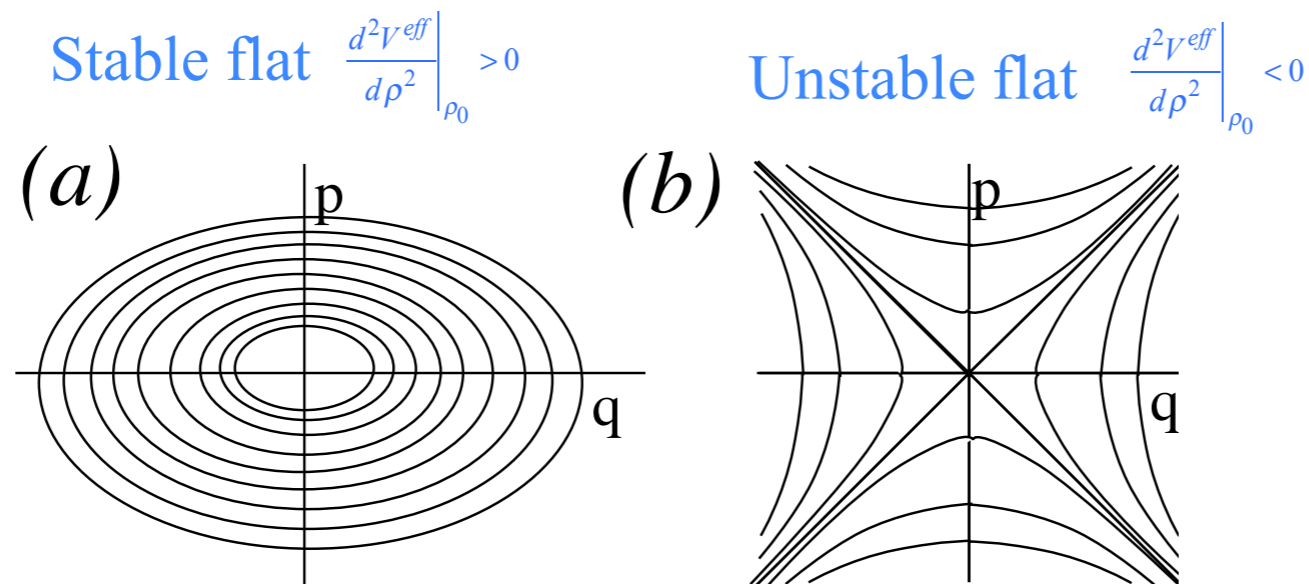 Stable flat d²V^eff/dρ²|ρ₀ > 0
Unstable flat d²V^eff/dρ²|ρ₀ < 0
(a)
p
q
(b)
p
q